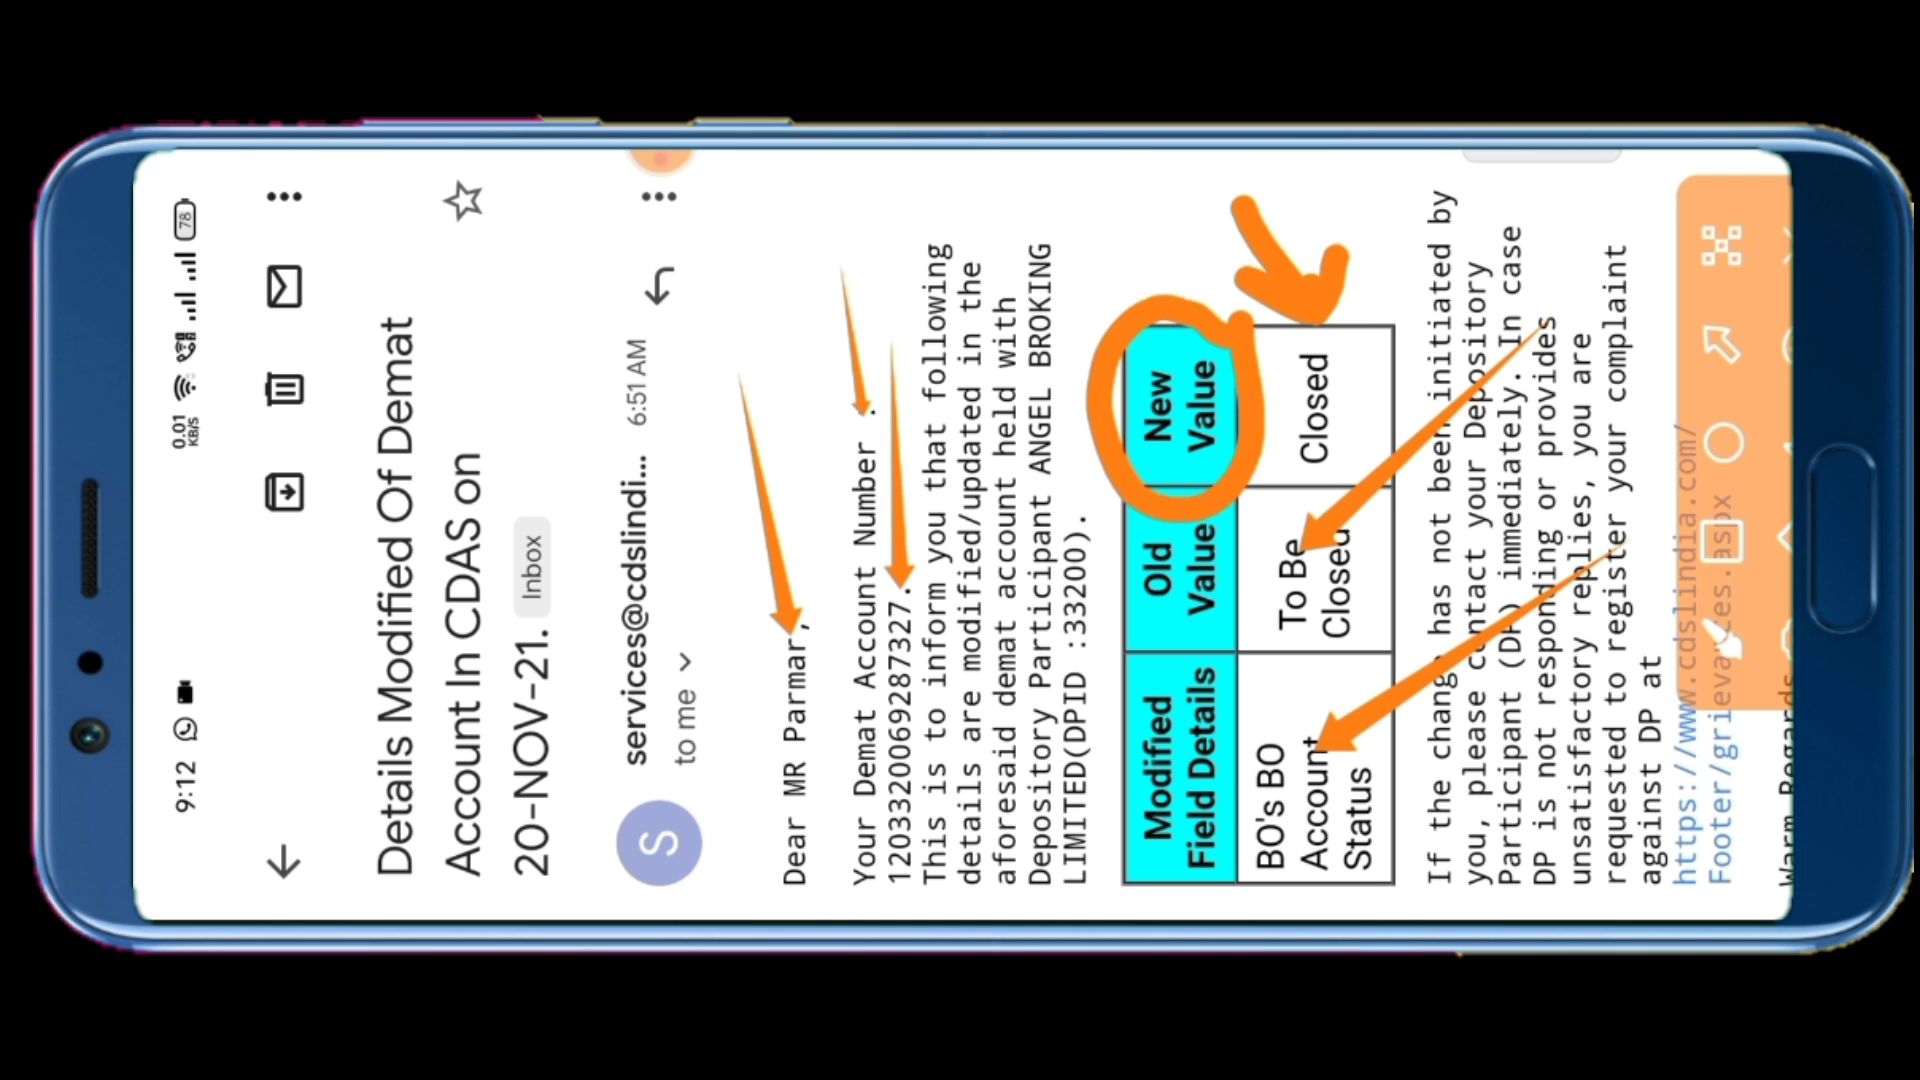 9:12
0.01
KB/S
78
Details Modified Of Demat
Account In CDAS on
20-NOV-21. Inbox
S
services@cdslindi... 6:51 AM
to me
Dear MR Parmar,
Your Demat Account Number .
1203320069287327.
This is to inform you that following
details are modified/updated in the
aforesaid demat account held with
Depository Participant ANGEL BROKING
LIMITED(DPID :33200).
Modified
Field Details
Old
Value
New
Value
BO's BO
Account
Status
To Be
Closed
Closed
If the change has not been initiated by
you, please contact your Depository
Participant (DP) immediately. In case
DP is not responding or provides
unsatisfactory replies, you are
requested to register your complaint
against DP at
https://www.cdslindia.com/
Footer/grievances.aspx
Warm Regards